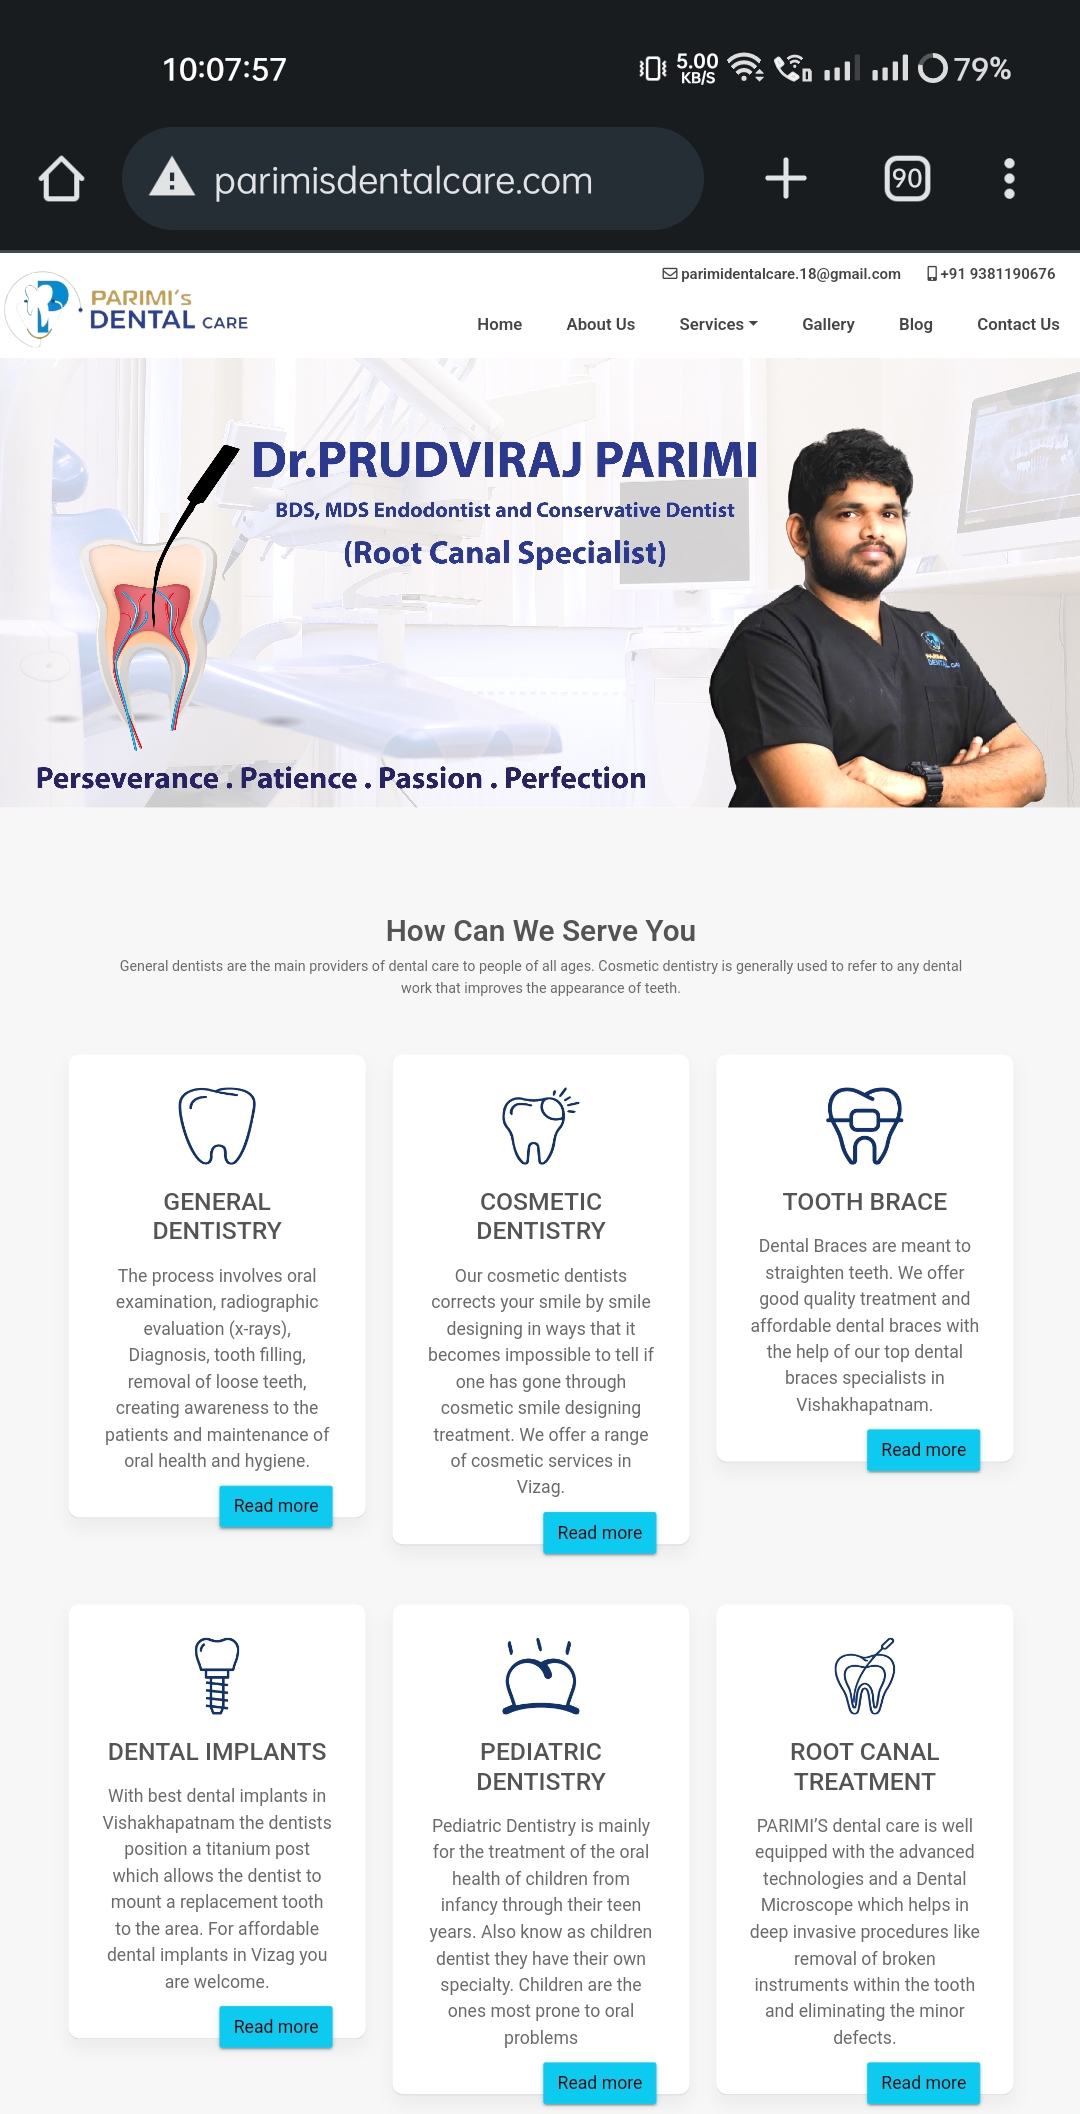 10:07:57
5.00
KB/S
79%
parimisdentalcare.com
90
parimidentalcare.18@gmail.com
+91 9381190676
PARIMI's
DENTAL CARE
Home
About Us
Services
Gallery
Blog
Contact Us
Dr.PRUDVIRAJ PARIMI
BDS, MDS Endodontist and Conservative Dentist
(Root Canal Specialist)
PARIMI's
DENTAL CARE
Perseverance . Patience . Passion . Perfection
How Can We Serve You
General dentists are the main providers of dental care to people of all ages. Cosmetic dentistry is generally used to refer to any dental
work that improves the appearance of teeth.
GENERAL
DENTISTRY
The process involves oral
examination, radiographic
evaluation (x-rays),
Diagnosis, tooth filling,
removal of loose teeth,
creating awareness to the
patients and maintenance of
oral health and hygiene.
Read more
COSMETIC
DENTISTRY
Our cosmetic dentists
corrects your smile by smile
designing in ways that it
becomes impossible to tell if
one has gone through
cosmetic smile designing
treatment. We offer a range
of cosmetic services in
Vizag.
Read more
TOOTH BRACE
Dental Braces are meant to
straighten teeth. We offer
good quality treatment and
affordable dental braces with
the help of our top dental
braces specialists in
Vishakhapatnam.
Read more
DENTAL IMPLANTS
With best dental implants in
Vishakhapatnam the dentists
position a titanium post
which allows the dentist to
mount a replacement tooth
to the area. For affordable
dental implants in Vizag you
are welcome.
Read more
PEDIATRIC
DENTISTRY
Pediatric Dentistry is mainly
for the treatment of the oral
health of children from
infancy through their teen
years. Also know as children
dentist they have their own
specialty. Children are the
ones most prone to oral
problems
Read more
ROOT CANAL
TREATMENT
PARIMI’S dental care is well
equipped with the advanced
technologies and a Dental
Microscope which helps in
deep invasive procedures like
removal of broken
instruments within the tooth
and eliminating the minor
defects.
Read more